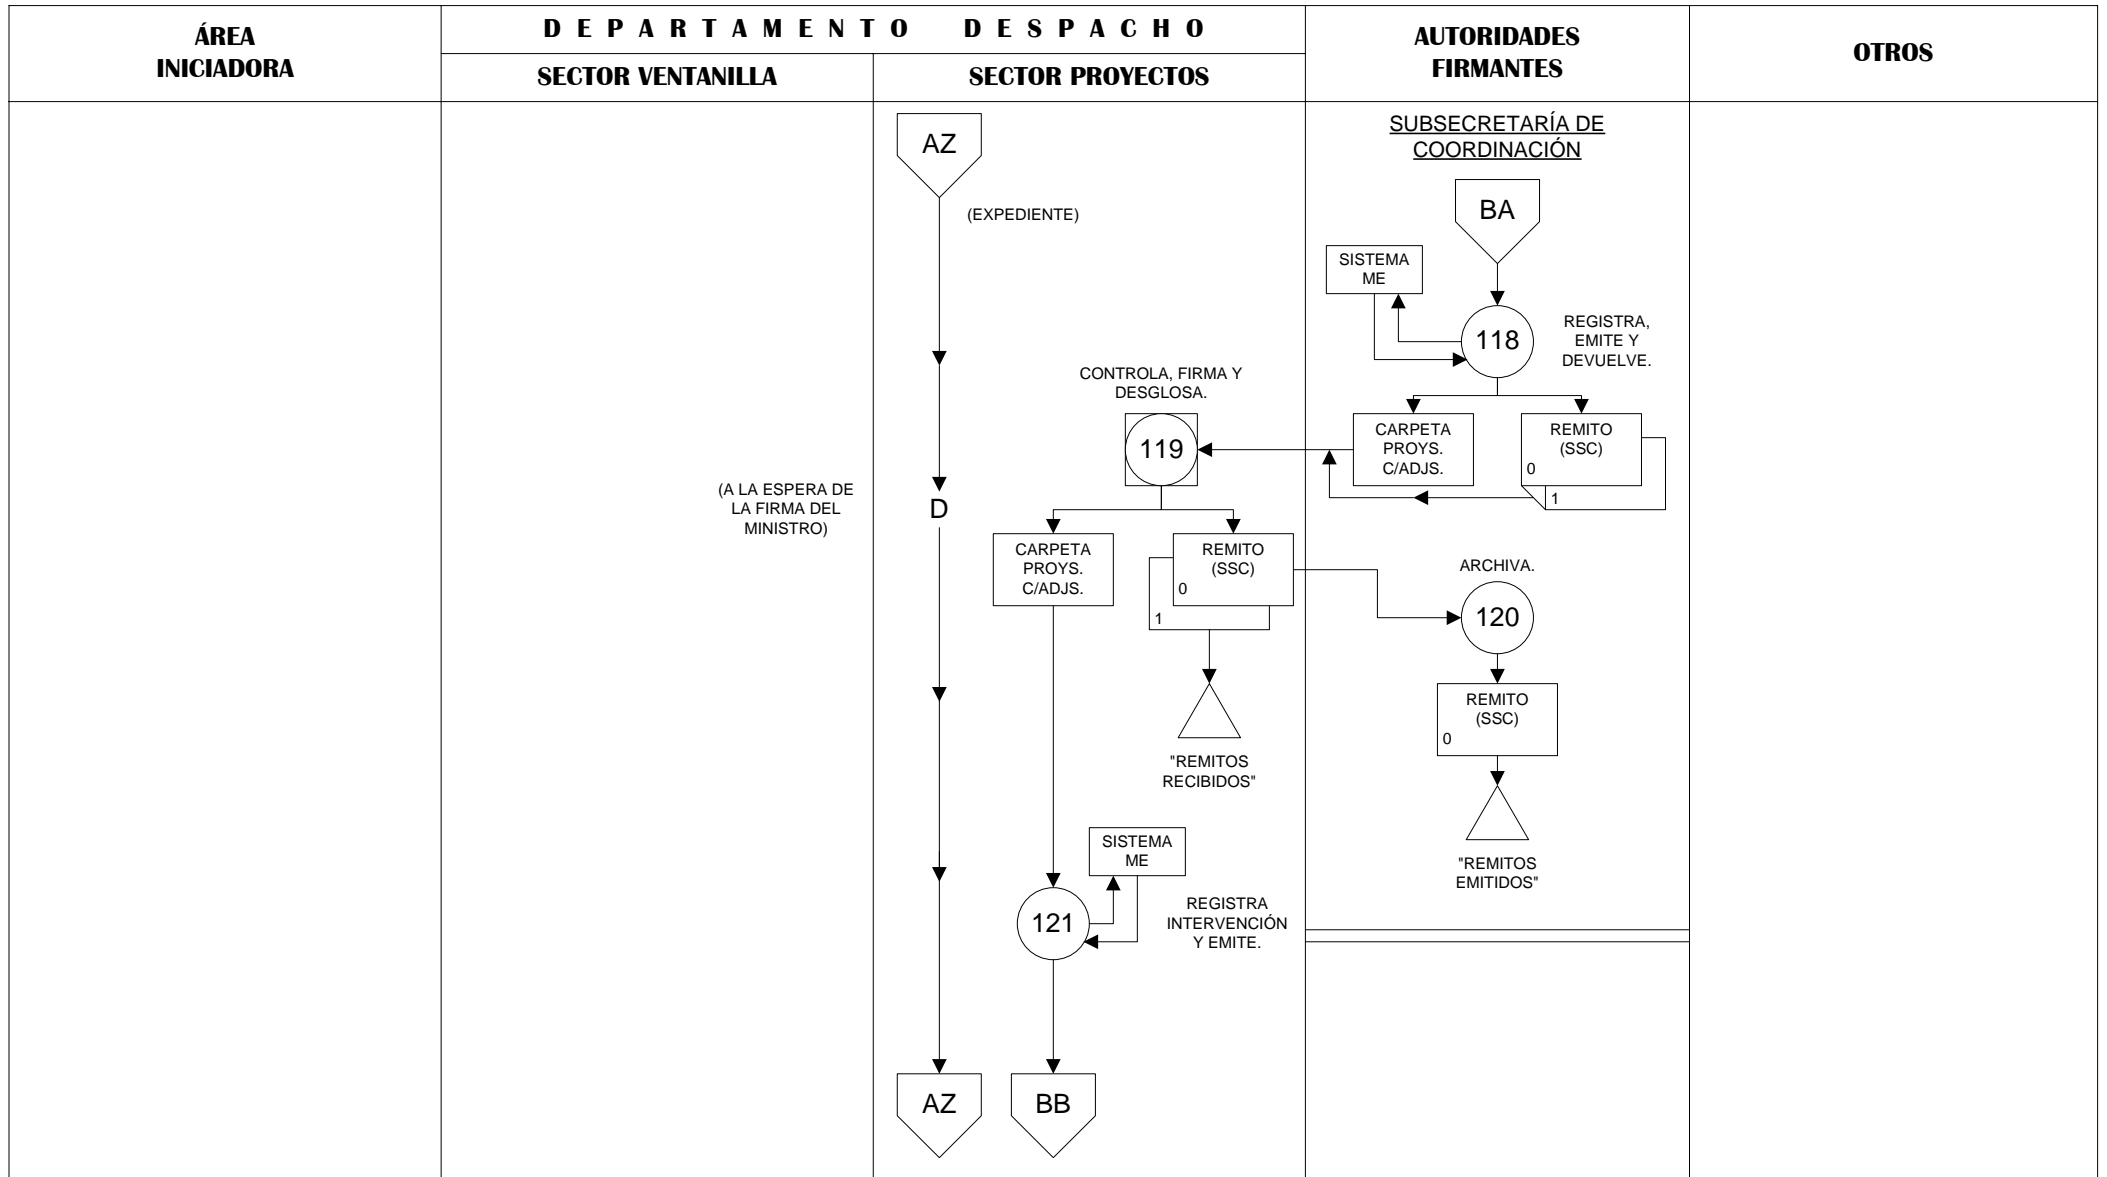 ÁREA
INICIADORA
DEPARTAMENTO DESPACHO
SECTOR VENTANILLA
SECTOR PROYECTOS
AUTORIDADES
FIRMANTES
OTROS
AZ
(EXPEDIENTE)
SUBSECRETARÍA DE
COORDINACIÓN
BA
SISTEMA
ME
118
REGISTRA,
EMITE Y
DEVUELVE.
CONTROLA, FIRMA Y
DESGLOSA.
119
CARPETA
PROYS.
C/ADJS.
REMITO
(SSC)
0
1
(A LA ESPERA DE
LA FIRMA DEL
MINISTRO)
D
CARPETA
PROYS.
C/ADJS.
REMITO
(SSC)
0
1
ARCHIVA.
120
REMITO
(SSC)
0
"REMITOS
RECIBIDOS"
"REMITOS
EMITIDOS"
SISTEMA
ME
121
REGISTRA
INTERVENCIÓN
Y EMITE.
AZ
BB